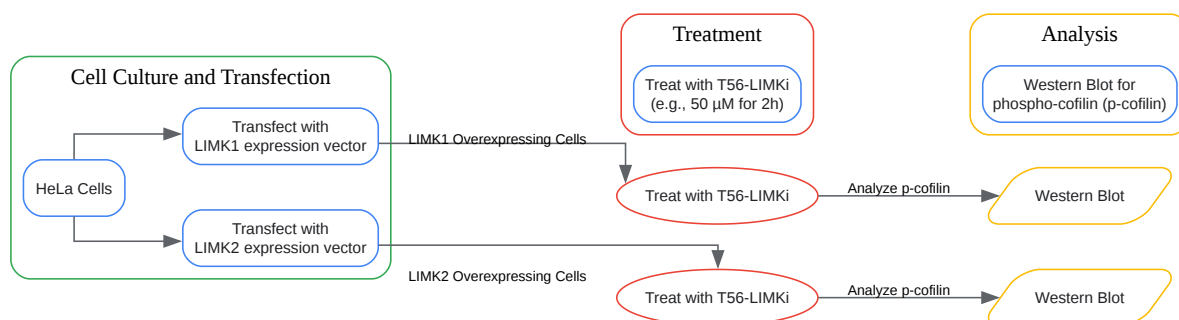 Cell Culture and Transfection
HeLa Cells
Transfect with
LIMK1 expression vector
Transfect with
LIMK2 expression vector
LIMK1 Overexpressing Cells
LIMK2 Overexpressing Cells
Treatment
Treat with T56-LIMKi
(e.g., 50 µM for 2h)
Treat with T56-LIMKi
Treat with T56-LIMKi
Analyze p-cofilin
Analyze p-cofilin
Analysis
Western Blot for
phospho-cofilin (p-cofilin)
Western Blot
Western Blot